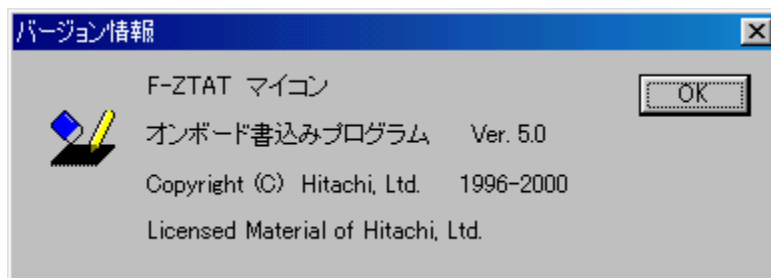 バージョン情報
F-ZTAT マイコン
OK
オンボード書込みプログラム Ver. 5.0
Copyright (C) Hitachi, Ltd. 1996-2000
Licensed Material of Hitachi, Ltd.